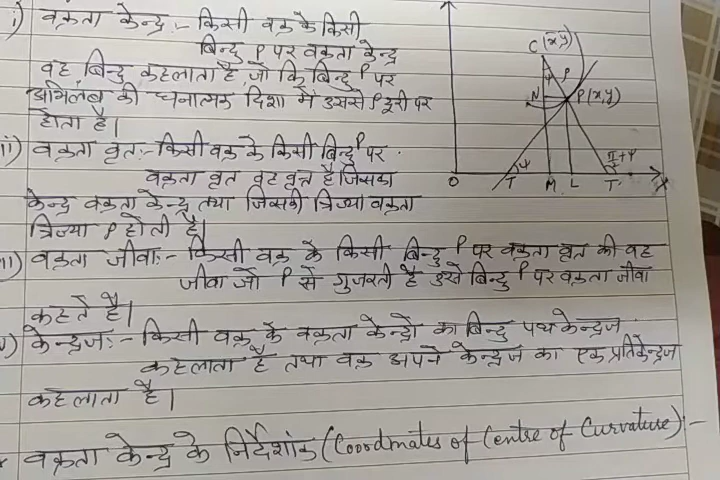 i) वक्रता केन्द्र :- किसी वक्र के किसी
बिन्दु P पर वक्रता केन्द्र
वह बिन्दु कहलाता है जो कि बिन्दु P पर
अभिलंब की धनात्मक दिशा में उससे ρ दूरी पर
होता है।
ii) वक्रता वृत :- किसी वक्र के किसी बिन्दु P पर
वक्रता वृत वह वृत्त है जिसका
केन्द्र वक्रता केन्द्र तथा जिसकी त्रिज्या वक्रता
त्रिज्या ρ होती है।
iii) वक्रता जीवा :- किसी वक्र के किसी बिन्दु P पर वक्रता वृत की वह
जीवा जो P से गुजरती है उसे बिन्दु P पर वक्रता जीवा
कहते है।
iv) केन्द्रज :- किसी वक्र के वक्रता केन्द्रो का बिन्दु पथ केन्द्रज
कहलाता है तथा वक्र अपने केन्द्रज का एक प्रतिकेन्द्रज
कहलाता है।
वक्रता केन्द्र के निर्देशांक (Coordinates of Centre of Curvature) :-
C (x̄, ȳ)
ψ ρ
N P(x,y)
ψ π/2+ψ
O T M L T' X